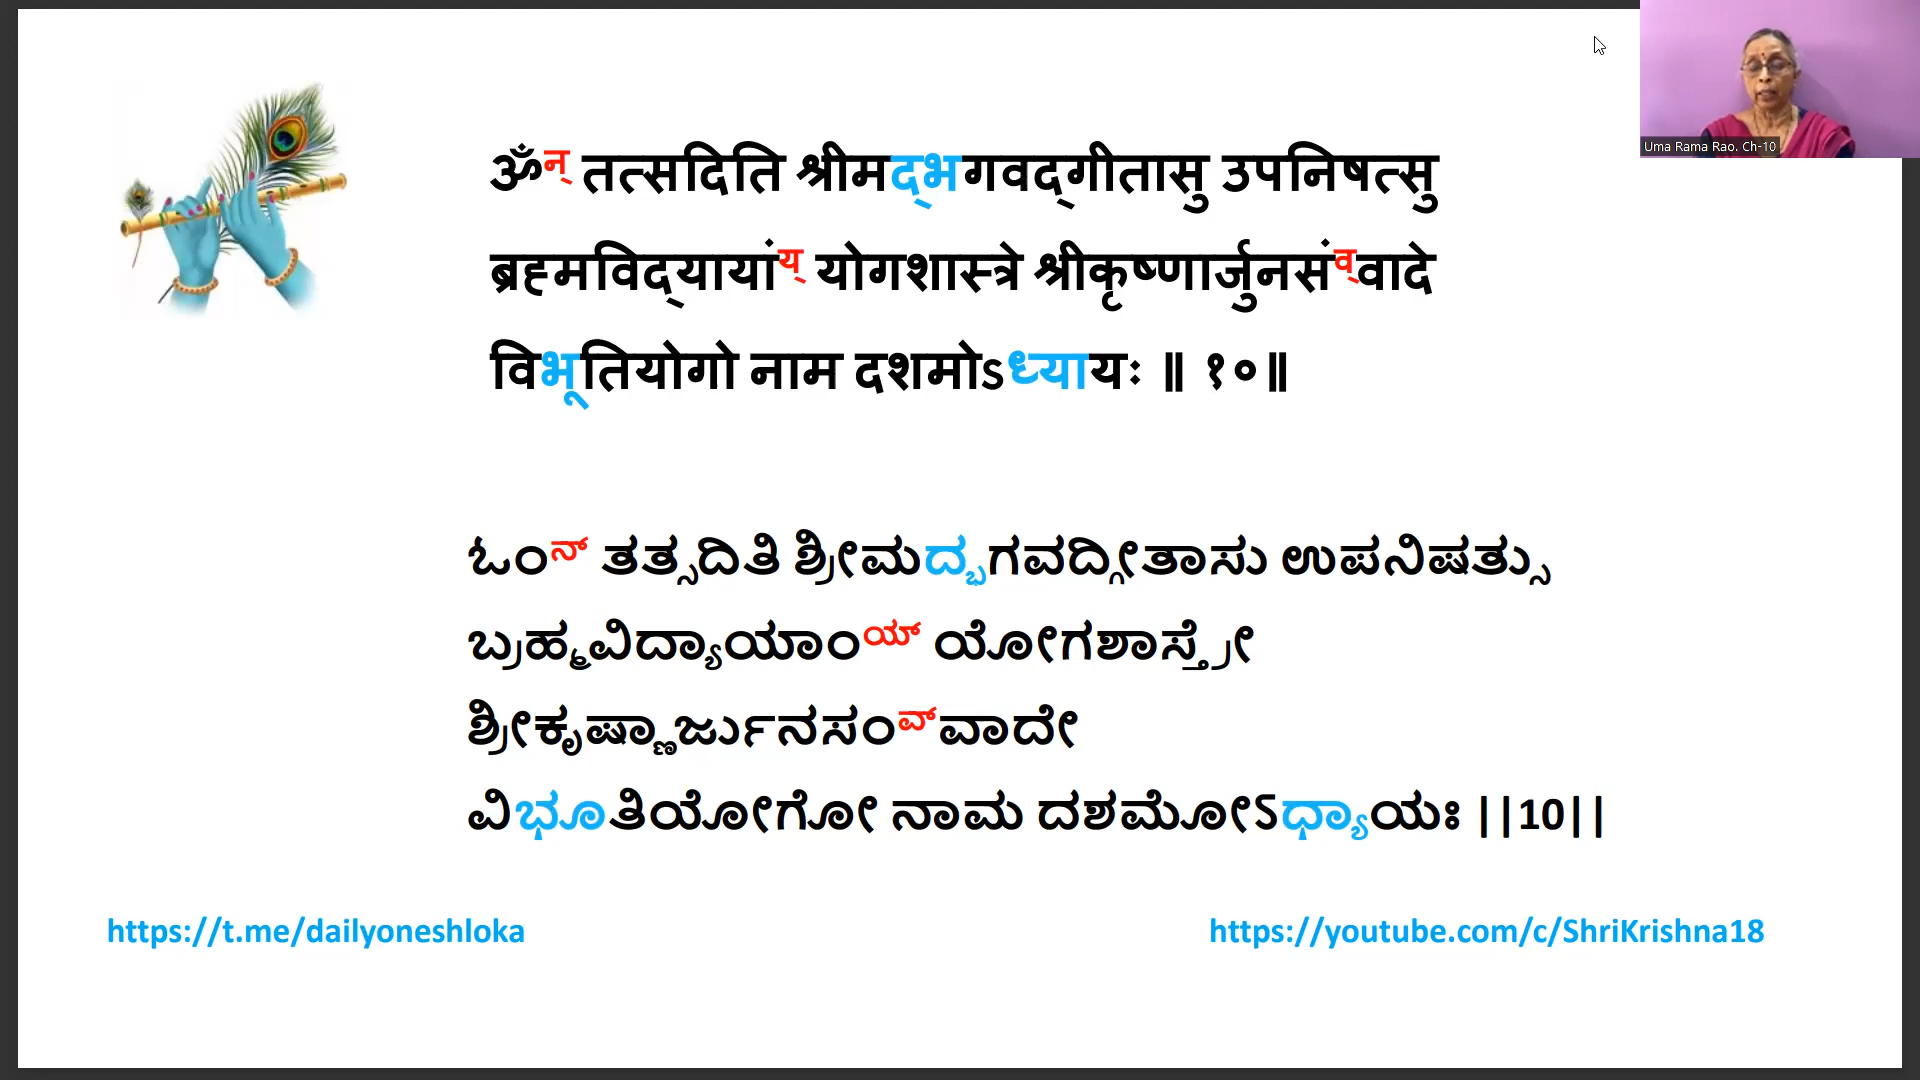 ॐन् तत्सदिति श्रीमद्‌भगवद्‌गीतासु उपनिषत्सु
ब्रह्मविद्‌यायांय् योगशास्त्रे श्रीकृष्णार्जुनसंव्वादे
विभूतियोगो नाम दशमोऽध्यायः ॥ १०॥
ಓಂನ್ ತತ್ಸದಿತಿ ಶ್ರೀಮದ್ಭಗವದ್ಗೀತಾಸು ಉಪನಿಷತ್ಸು
ಬ್ರಹ್ಮವಿದ್ಯಾಯಾಂಯ್ ಯೋಗಶಾಸ್ತ್ರೇ
ಶ್ರೀಕೃಷ್ಣಾರ್ಜುನಸಂವ್‌ವಾದೇ
ವಿಭೂತಿಯೋಗೋ ನಾಮ ದಶಮೋಽಧ್ಯಾಯಃ ||10||
https://t.me/dailyoneshloka
https://youtube.com/c/ShriKrishna18
Uma Rama Rao. Ch-10